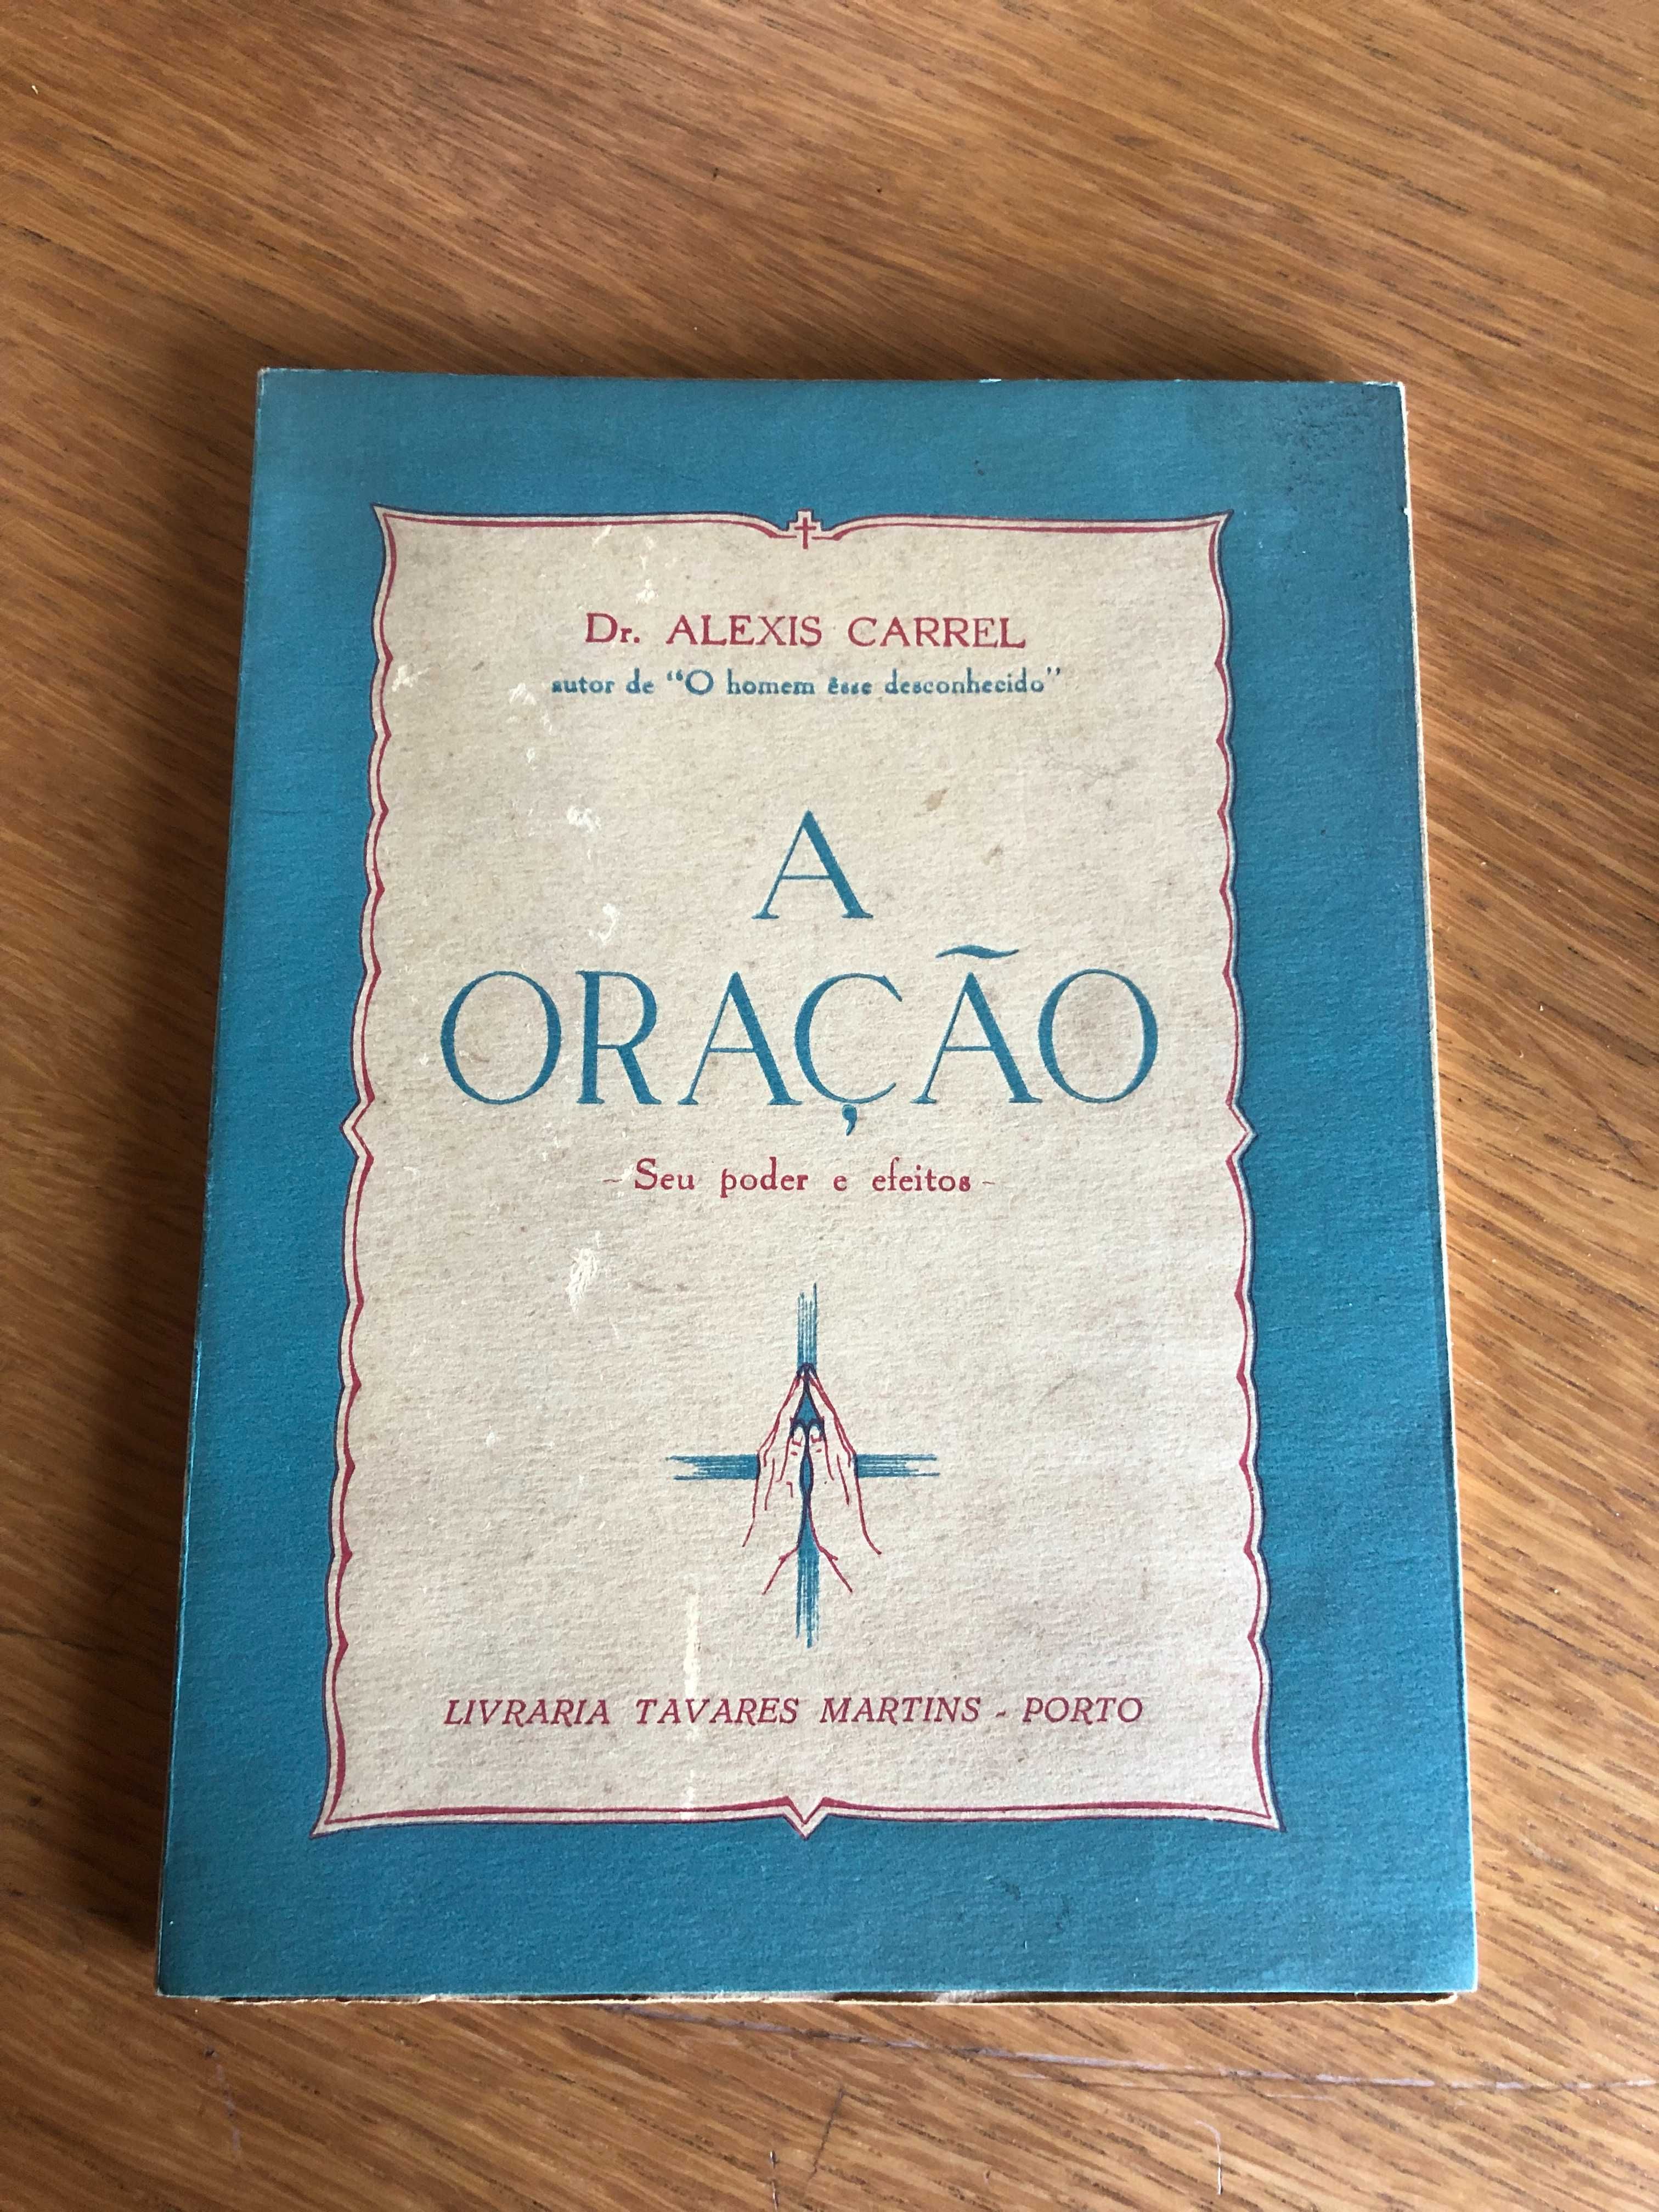 Dr. ALEXIS CARREL
autor de "O homem êsse desconhecido"
A
ORAÇÃO
- Seu poder e efeitos -
LIVRARIA TAVARES MARTINS - PORTO